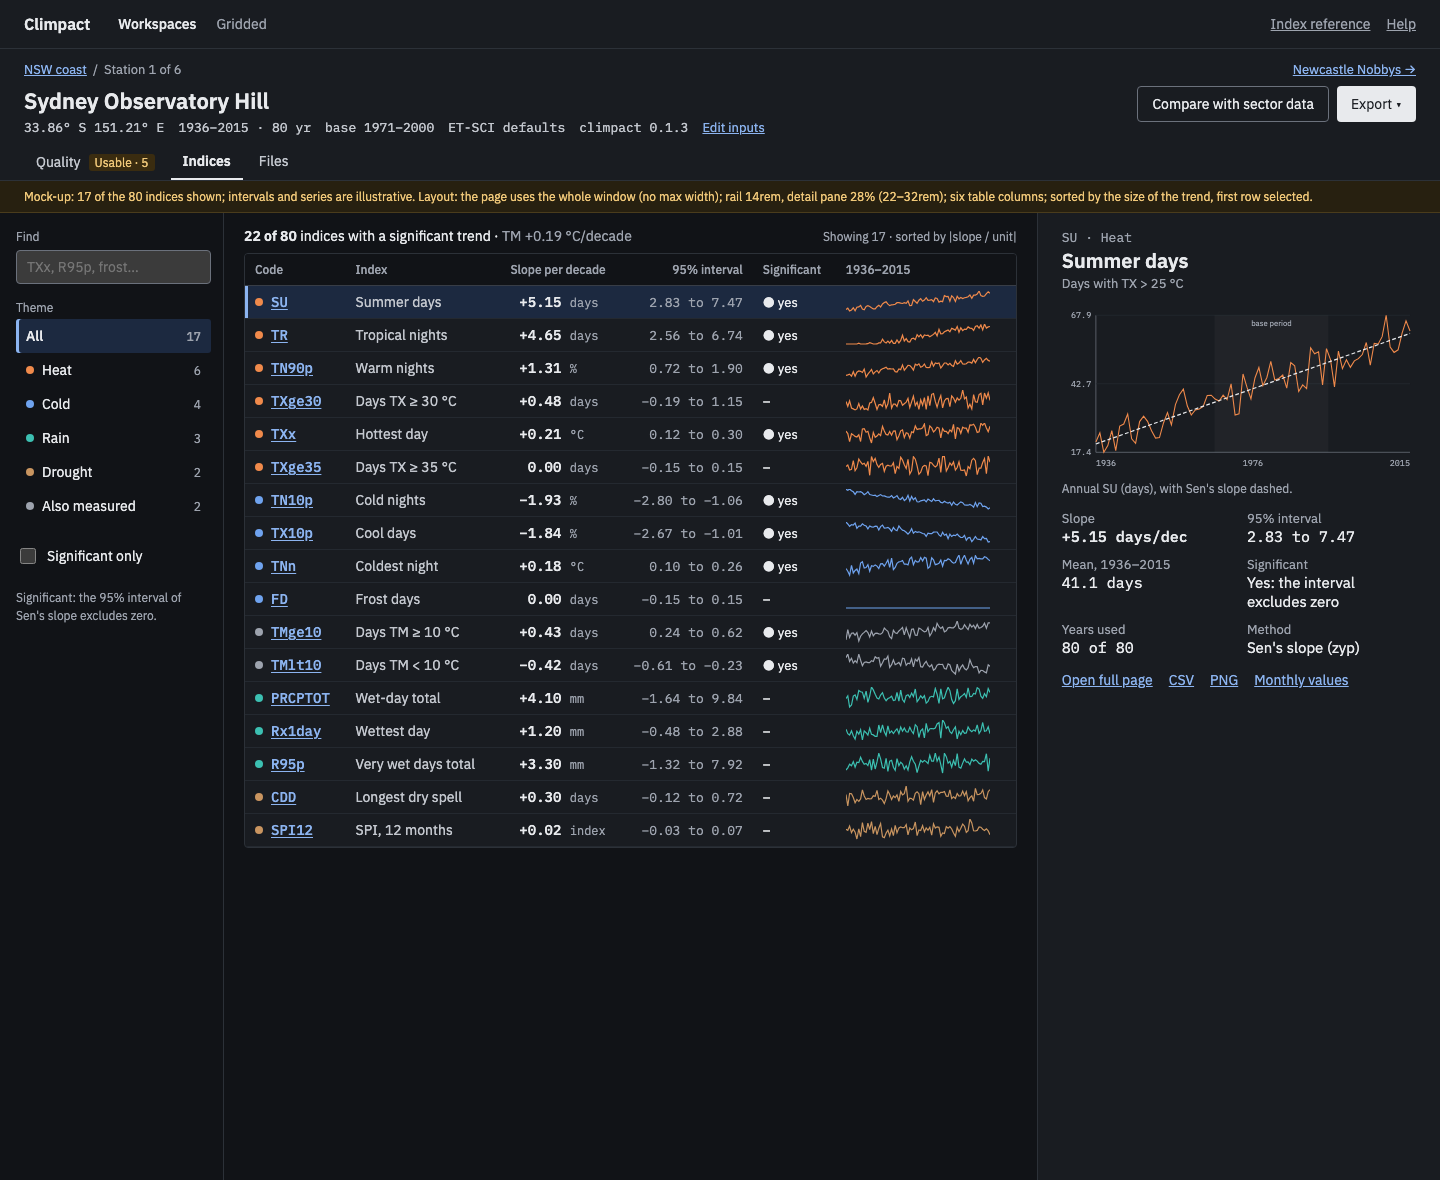 Climpact Workspaces Gridded Index reference Help
NSW coast / Station 1 of 6 Newcastle Nobbys →
Sydney Observatory Hill Compare with sector data Export ▾
33.86° S 151.21° E 1936–2015 · 80 yr base 1971–2000 ET-SCI defaults climpact 0.1.3 Edit inputs
Quality Usable · 5 Indices Files
Mock-up: 17 of the 80 indices shown; intervals and series are illustrative. Layout: the page uses the whole window (no max width); rail 14rem, detail pane 28% (22–32rem); six table columns; sorted by the size of the trend, first row selected.
Find
TXx, R95p, frost...
Theme
All 17
Heat 6
Cold 4
Rain 3
Drought 2
Also measured 2
Significant only
Significant: the 95% interval of
Sen's slope excludes zero.
22 of 80 indices with a significant trend · TM +0.19 °C/decade Showing 17 · sorted by |slope / unit|
Code Index Slope per decade 95% interval Significant 1936–2015
SU Summer days +5.15 days 2.83 to 7.47 yes
TR Tropical nights +4.65 days 2.56 to 6.74 yes
TN90p Warm nights +1.31 % 0.72 to 1.90 yes
TXge30 Days TX ≥ 30 °C +0.48 days −0.19 to 1.15 –
TXx Hottest day +0.21 °C 0.12 to 0.30 yes
TXge35 Days TX ≥ 35 °C 0.00 days −0.15 to 0.15 –
TN10p Cold nights −1.93 % −2.80 to −1.06 yes
TX10p Cool days −1.84 % −2.67 to −1.01 yes
TNn Coldest night +0.18 °C 0.10 to 0.26 yes
FD Frost days 0.00 days −0.15 to 0.15 –
TMge10 Days TM ≥ 10 °C +0.43 days 0.24 to 0.62 yes
TMlt10 Days TM < 10 °C −0.42 days −0.61 to −0.23 yes
PRCPTOT Wet-day total +4.10 mm −1.64 to 9.84 –
Rx1day Wettest day +1.20 mm −0.48 to 2.88 –
R95p Very wet days total +3.30 mm −1.32 to 7.92 –
CDD Longest dry spell +0.30 days −0.12 to 0.72 –
SPI12 SPI, 12 months +0.02 index −0.03 to 0.07 –
SU · Heat
Summer days
Days with TX > 25 °C
67.9
base period
42.7
17.4
1936 1976 2015
Annual SU (days), with Sen's slope dashed.
Slope 95% interval
+5.15 days/dec 2.83 to 7.47
Mean, 1936–2015 Significant
41.1 days Yes: the interval
excludes zero
Years used Method
80 of 80 Sen's slope (zyp)
Open full page CSV PNG Monthly values